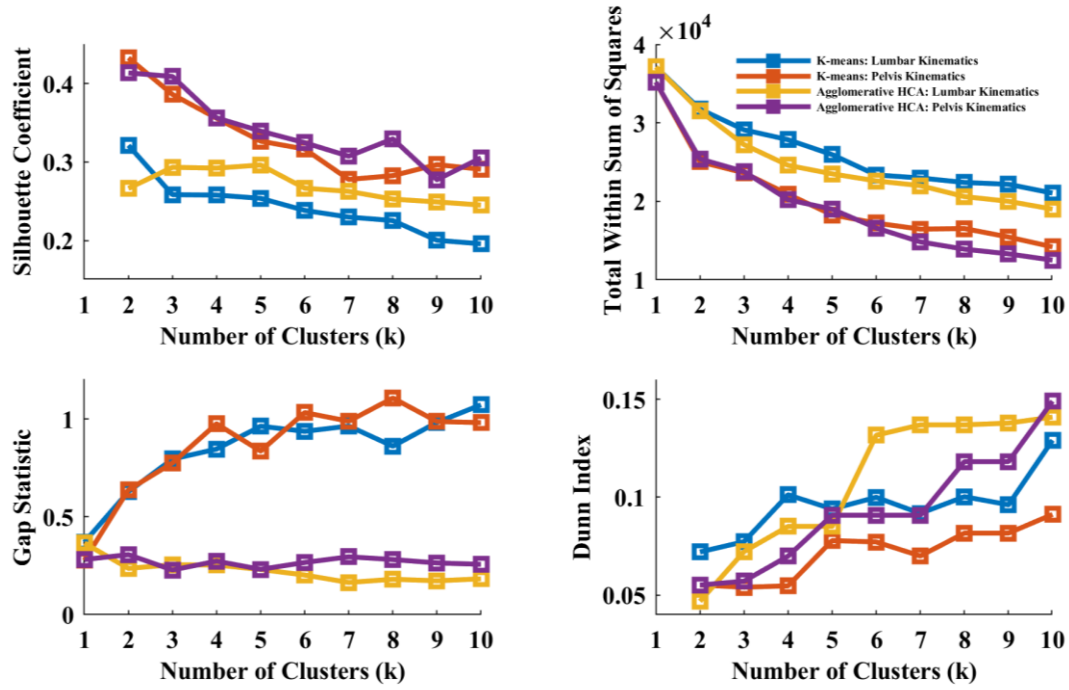 Silhouette Coefficient
0.4
0.3
0.2
1 2 3 4 5 6 7 8 9 10
Number of Clusters (k)
Total Within Sum of Squares
×10⁴
4
3
2
1
K-means: Lumbar Kinematics
K-means: Pelvis Kinematics
Agglomerative HCA: Lumbar Kinematics
Agglomerative HCA: Pelvis Kinematics
1 2 3 4 5 6 7 8 9 10
Number of Clusters (k)
Gap Statistic
1
0.5
0
1 2 3 4 5 6 7 8 9 10
Number of Clusters (k)
Dunn Index
0.15
0.1
0.05
1 2 3 4 5 6 7 8 9 10
Number of Clusters (k)